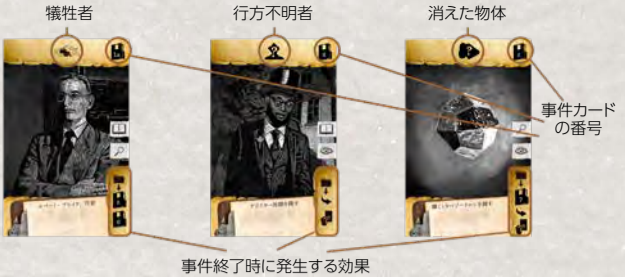 犠牲者
行方不明者
消えた物体
事件カード
の番号
事件終了時に発生する効果